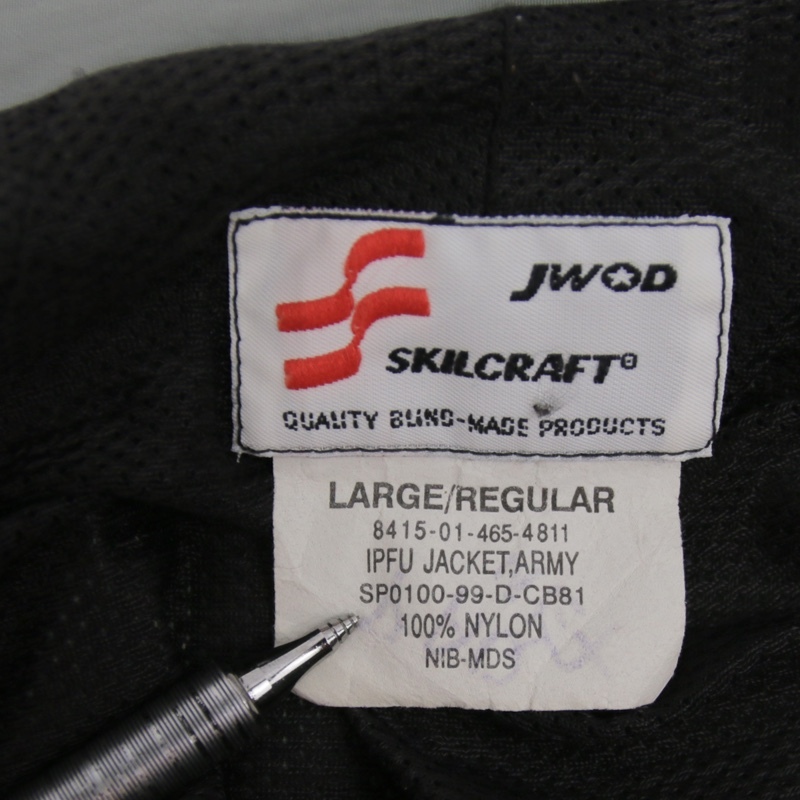 JWOD
SKILCRAFT®
QUALITY BLIND-MADE PRODUCTS
LARGE/REGULAR
8415-01-465-4811
IPFU JACKET,ARMY
SP0100-99-D-CB81
100% NYLON
NIB-MDS